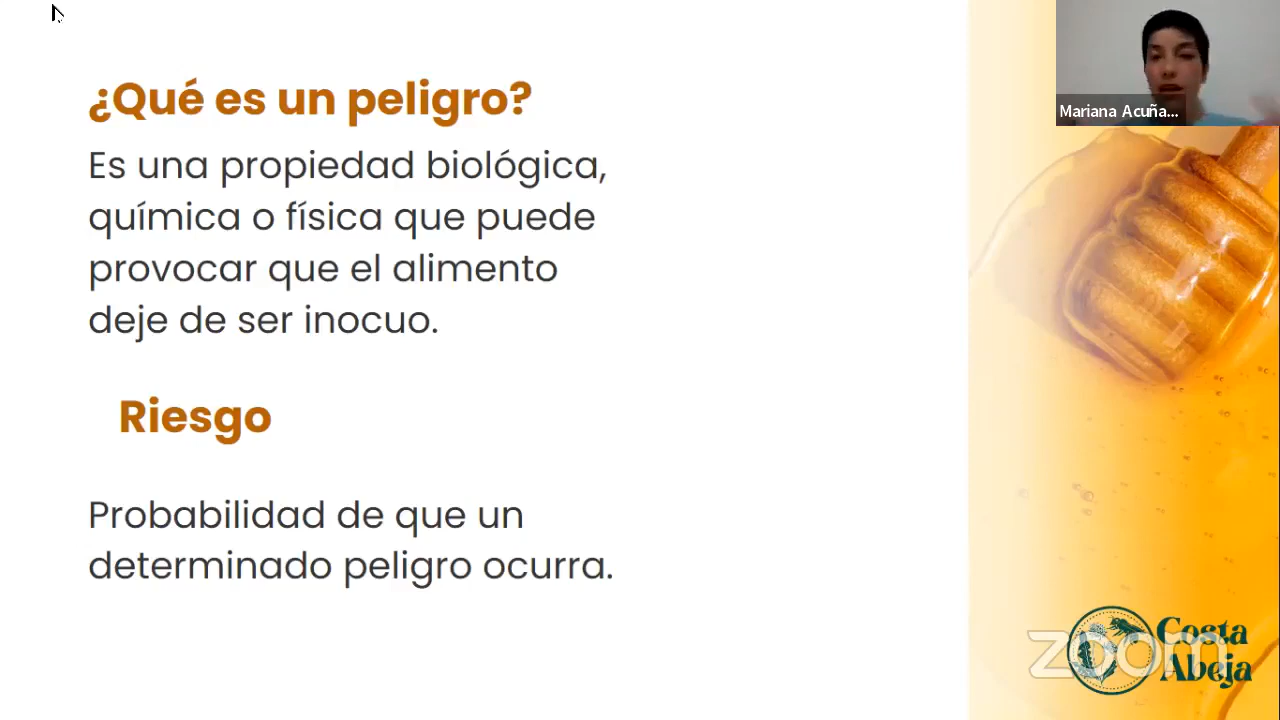 ¿Qué es un peligro?
Es una propiedad biológica,
química o física que puede
provocar que el alimento
deje de ser inocuo.
Riesgo
Probabilidad de que un
determinado peligro ocurra.
Mariana Acuña...
zoom
Costa
Abeja